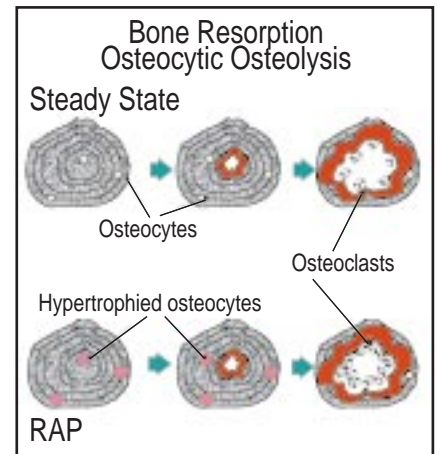 Bone Resorption
Osteocytic Osteolysis
Steady State
Osteocytes
Osteoclasts
Hypertrophied osteocytes
RAP